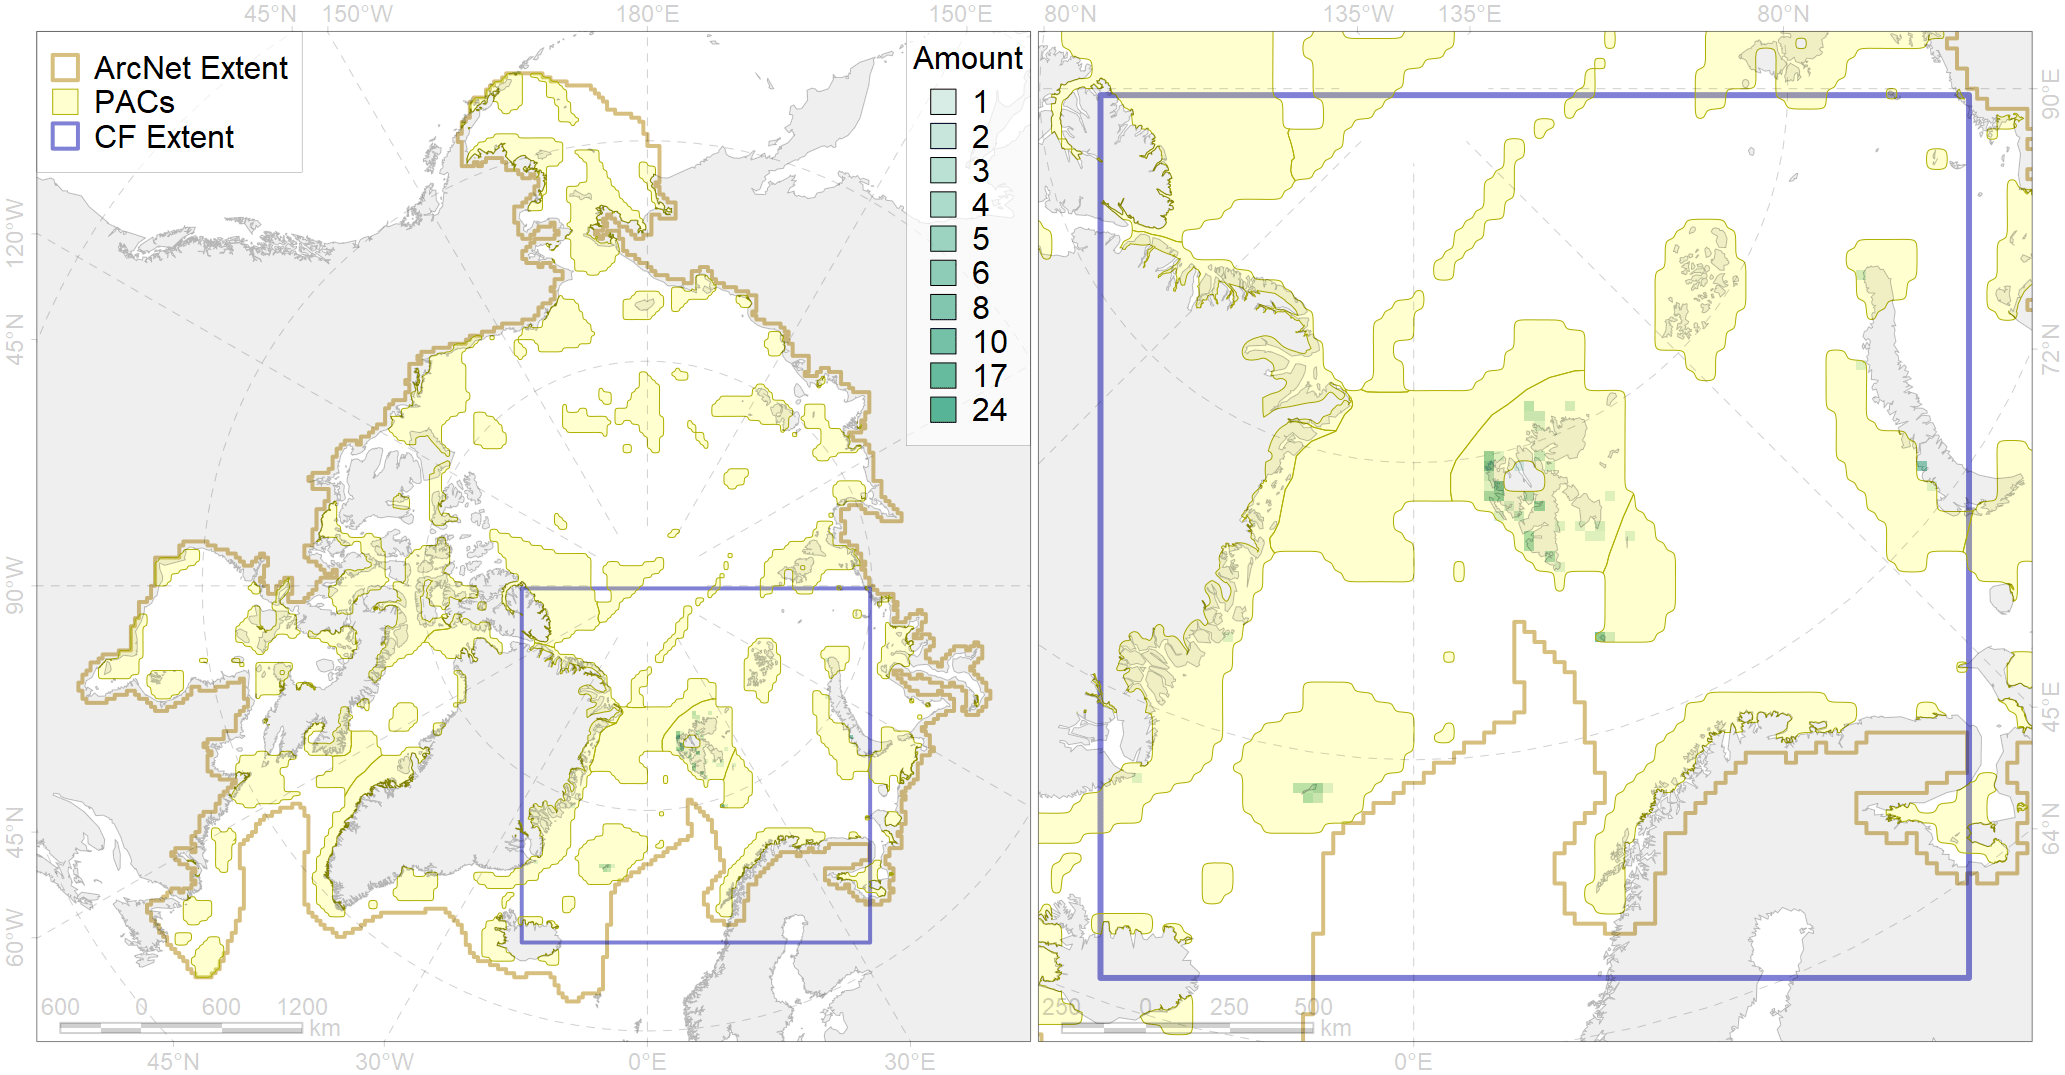 45°N 150°W 180°E 150°E 80°N 135°W 135°E 80°N
ArcNet Extent
PACs
CF Extent
Amount
1
2
3
4
5
6
8
10
17
24
120°W
45°N
90°W
45°N
60°W
90°E
72°N
45°E
64°N
600 0 600 1200
km
250 0 250 500
km
45°N 30°W 0°E 30°E 0°E